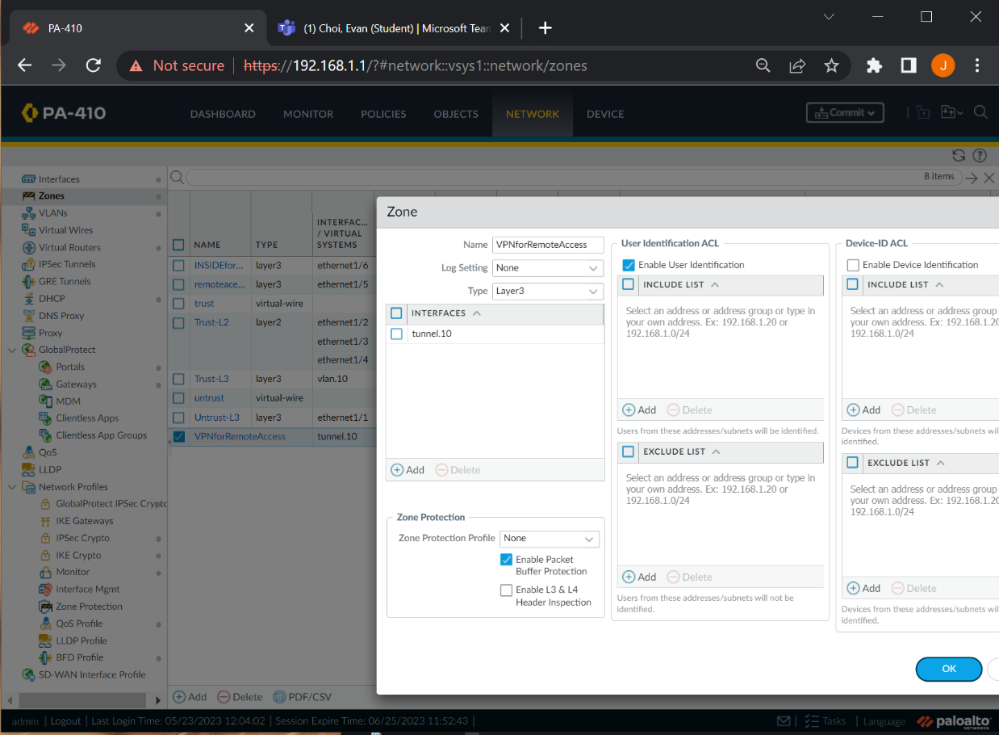 PA-410
(1) Choi, Evan (Student) | Microsoft Team
Not secure https://192.168.1.1/?#network::vsys1::network/zones
J
PA-410
DASHBOARD MONITOR POLICIES OBJECTS NETWORK DEVICE
Commit
8 items
Interfaces
Zones
VLANs
Virtual Wires
Virtual Routers
IPSec Tunnels
GRE Tunnels
DHCP
DNS Proxy
Proxy
GlobalProtect
Portals
Gateways
MDM
Clientless Apps
Clientless App Groups
QoS
LLDP
Network Profiles
GlobalProtect IPSec Crypto
IKE Gateways
IPSec Crypto
IKE Crypto
Monitor
Interface Mgmt
Zone Protection
QoS Profile
LLDP Profile
BFD Profile
SD-WAN Interface Profile
NAME TYPE INTERFAC... / VIRTUAL SYSTEMS
INSIDEfor... layer3 ethernet1/6
remoteace... layer3 ethernet1/5
trust virtual-wire
Trust-L2 layer2 ethernet1/2
ethernet1/3
ethernet1/4
Trust-L3 layer3 vlan.10
untrust virtual-wire
Untrust-L3 layer3 ethernet1/1
VPNforRemoteAccess tunnel.10
Add Delete PDF/CSV
Zone
Name VPNforRemoteAccess
Log Setting None
Type Layer3
INTERFACES
tunnel.10
Add Delete
Zone Protection
Zone Protection Profile None
Enable Packet
Buffer Protection
Enable L3 & L4
Header Inspection
User Identification ACL
Enable User Identification
INCLUDE LIST
Select an address or address group or type in
your own address. Ex: 192.168.1.20 or
192.168.1.0/24
Add Delete
Users from these addresses/subnets will be identified.
EXCLUDE LIST
Select an address or address group or type in
your own address. Ex: 192.168.1.20 or
192.168.1.0/24
Add Delete
Users from these addresses/subnets will not be
identified.
Device-ID ACL
Enable Device Identification
INCLUDE LIST
Select an address or address group
your own address. Ex: 192.168.1.20
192.168.1.0/24
Add Delete
Devices from these addresses/subnets wil
identified.
EXCLUDE LIST
Select an address or address group
your own address. Ex: 192.168.1.20
192.168.1.0/24
Add Delete
Devices from these addresses/subnets wil
identified.
OK
admin | Logout | Last Login Time: 05/23/2023 12:04:02 | Session Expire Time: 06/25/2023 11:52:43 |
| Tasks | Language paloalto
NETWORKS